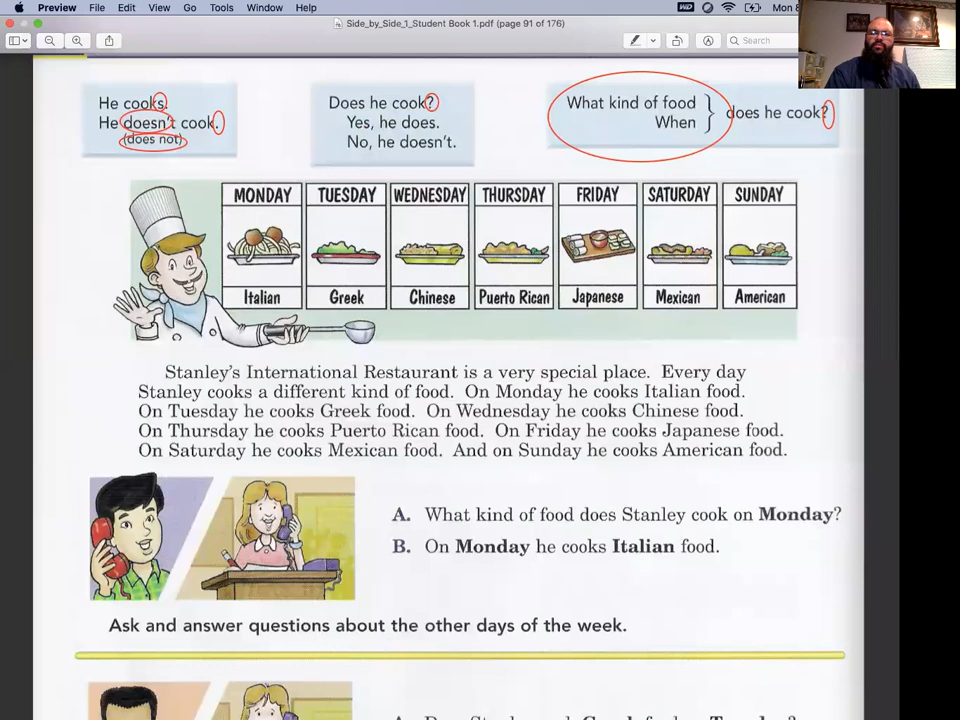 Preview File Edit View Go Tools Window Help
Mon 8
Side_by_Side_1_Student Book 1.pdf (page 91 of 176)
Search
He cooks.
He doesn't cook.
(does not)
Does he cook?
Yes, he does.
No, he doesn't.
What kind of food
When
does he cook?
MONDAY TUESDAY WEDNESDAY THURSDAY FRIDAY SATURDAY SUNDAY
Italian Greek Chinese Puerto Rican Japanese Mexican American
Stanley's International Restaurant is a very special place. Every day
Stanley cooks a different kind of food. On Monday he cooks Italian food.
On Tuesday he cooks Greek food. On Wednesday he cooks Chinese food.
On Thursday he cooks Puerto Rican food. On Friday he cooks Japanese food.
On Saturday he cooks Mexican food. And on Sunday he cooks American food.
A. What kind of food does Stanley cook on Monday?
B. On Monday he cooks Italian food.
Ask and answer questions about the other days of the week.